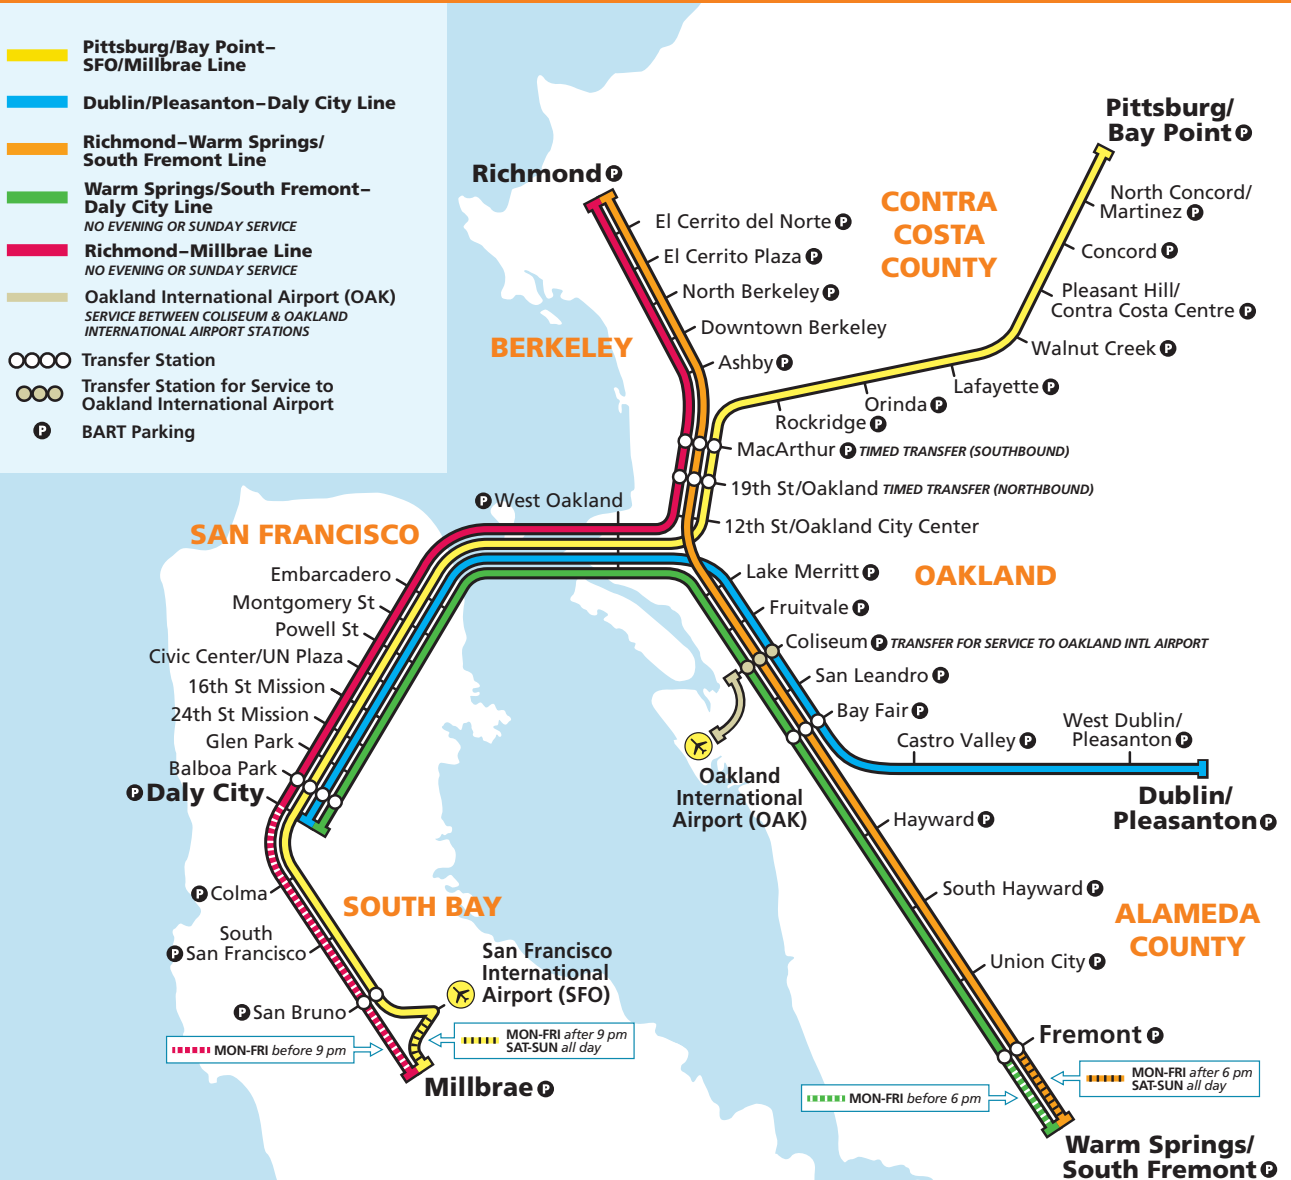 Pittsburg/Bay Point–
SFO/Millbrae Line
Dublin/Pleasanton–Daly City Line
Richmond–Warm Springs/
South Fremont Line
Warm Springs/South Fremont–
Daly City Line
NO EVENING OR SUNDAY SERVICE
Richmond–Millbrae Line
NO EVENING OR SUNDAY SERVICE
Oakland International Airport (OAK)
SERVICE BETWEEN COLISEUM & OAKLAND
INTERNATIONAL AIRPORT STATIONS
Transfer Station
Transfer Station for Service to
Oakland International Airport
P BART Parking
Pittsburg/
Bay Point P
North Concord/
Martinez P
Concord P
Pleasant Hill/
Contra Costa Centre P
Walnut Creek P
Lafayette P
Orinda P
Rockridge P
CONTRA
COSTA
COUNTY
Richmond P
El Cerrito del Norte P
El Cerrito Plaza P
North Berkeley P
Downtown Berkeley
Ashby P
BERKELEY
MacArthur P TIMED TRANSFER (SOUTHBOUND)
19th St/Oakland TIMED TRANSFER (NORTHBOUND)
12th St/Oakland City Center
P West Oakland
SAN FRANCISCO
Embarcadero
Montgomery St
Powell St
Civic Center/UN Plaza
16th St Mission
24th St Mission
Glen Park
Balboa Park
P Daly City
OAKLAND
Lake Merritt P
Fruitvale P
Coliseum P TRANSFER FOR SERVICE TO OAKLAND INTL AIRPORT
San Leandro P
Bay Fair P
Castro Valley P
West Dublin/
Pleasanton P
Dublin/
Pleasanton P
Oakland
International
Airport (OAK)
Hayward P
South Hayward P
ALAMEDA
COUNTY
Union City P
Fremont P
MON-FRI after 6 pm
SAT-SUN all day
MON-FRI before 6 pm
Warm Springs/
South Fremont P
P Colma
SOUTH BAY
South
P San Francisco
San Francisco
International
Airport (SFO)
P San Bruno
MON-FRI before 9 pm
MON-FRI after 9 pm
SAT-SUN all day
Millbrae P